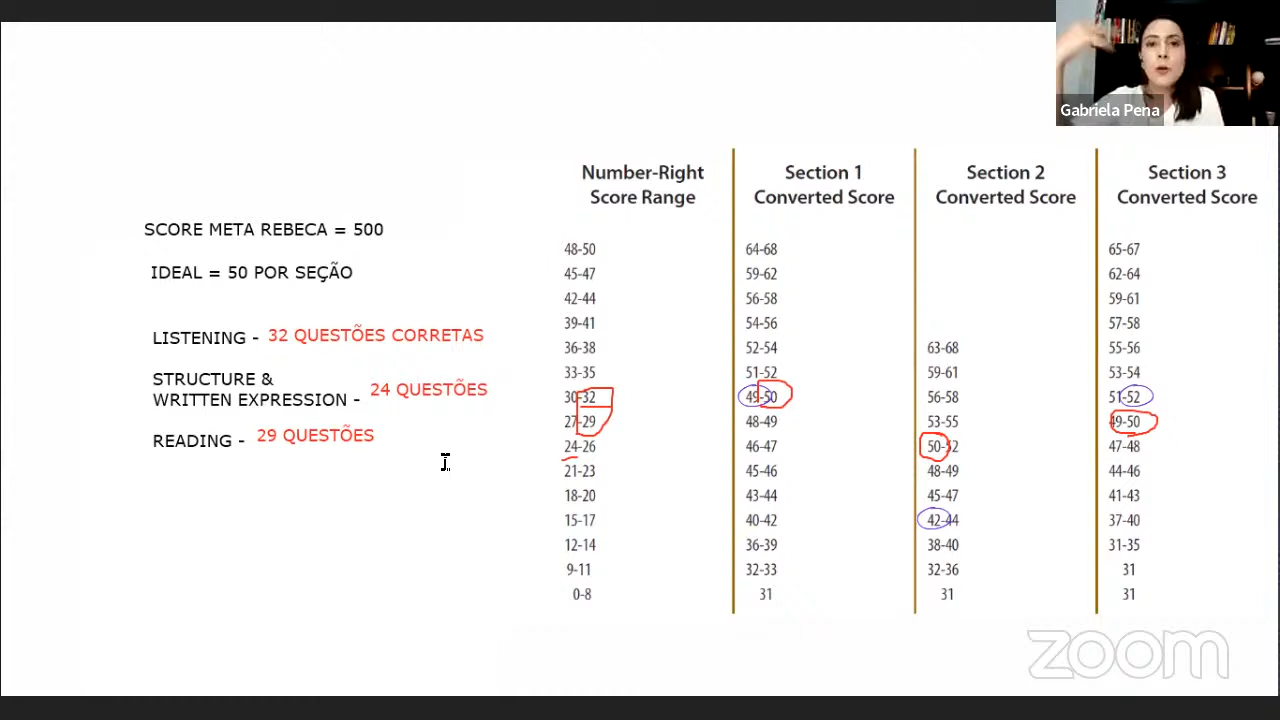 Gabriela Pena
SCORE META REBECA = 500
IDEAL = 50 POR SEÇÃO
LISTENING - 32 QUESTÕES CORRETAS
STRUCTURE &
WRITTEN EXPRESSION - 24 QUESTÕES
READING - 29 QUESTÕES
Number-Right Section 1 Section 2 Section 3
Score Range Converted Score Converted Score Converted Score
48-50 64-68 65-67
45-47 59-62 62-64
42-44 56-58 59-61
39-41 54-56 57-58
36-38 52-54 63-68 55-56
33-35 51-52 59-61 53-54
30-32 49-50 56-58 51-52
27-29 48-49 53-55 49-50
24-26 46-47 50-52 47-48
21-23 45-46 48-49 44-46
18-20 43-44 45-47 41-43
15-17 40-42 42-44 37-40
12-14 36-39 38-40 31-35
9-11 32-33 32-36 31
0-8 31 31 31
zoom